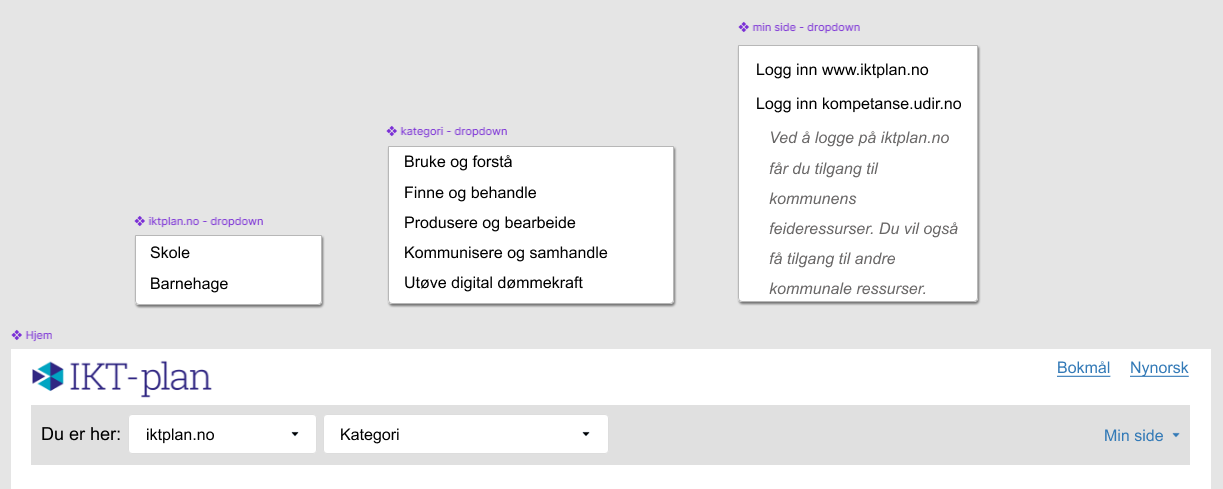 min side - dropdown
Logg inn www.iktplan.no
Logg inn kompetanse.udir.no
Ved å logge på iktplan.no
får du tilgang til
kommunens
feideressurser. Du vil også
få tilgang til andre
kommunale ressurser.
kategori - dropdown
Bruke og forstå
Finne og behandle
Produsere og bearbeide
Kommunisere og samhandle
Utøve digital dømmekraft
iktplan.no - dropdown
Skole
Barnehage
Hjem
IKT-plan
Bokmål Nynorsk
Du er her: iktplan.no Kategori Min side